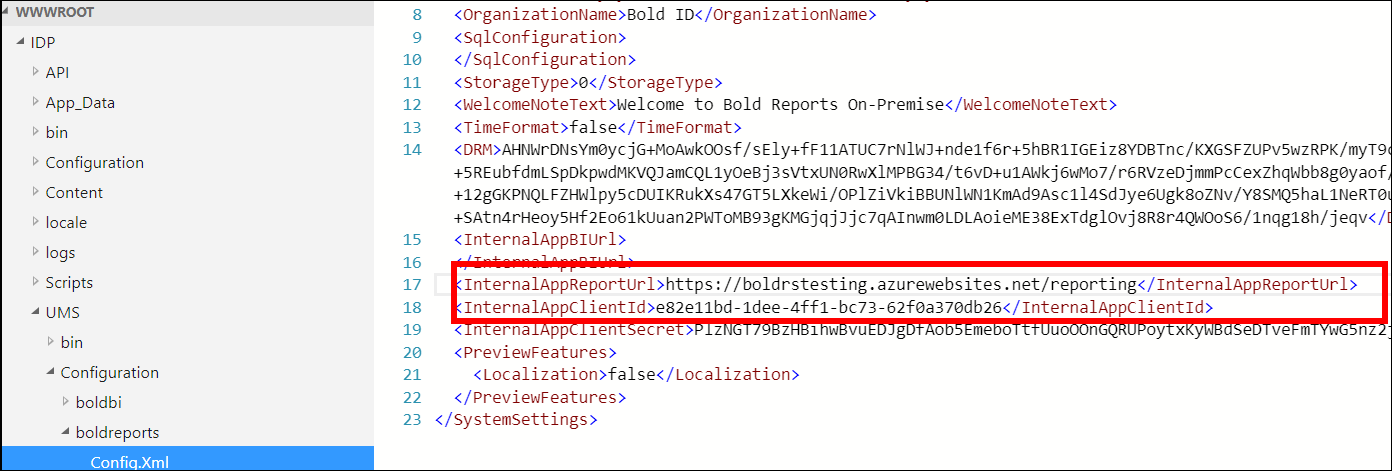 WWWROOT
IDP
API
App_Data
bin
Configuration
Content
locale
logs
Scripts
UMS
bin
Configuration
boldbi
boldreports
Config.Xml
8 <OrganizationName>Bold ID</OrganizationName>
9 <SqlConfiguration>
10 </SqlConfiguration>
11 <StorageType>0</StorageType>
12 <WelcomeNoteText>Welcome to Bold Reports On-Premise</WelcomeNoteText>
13 <TimeFormat>false</TimeFormat>
14 <DRM>AHNWrDNsYm0ycjG+MoAwkOOsf/sEly+fF11ATUC7rNlWJ+nde1f6r+5hBR1IGEiz8YDBTnc/KXGSFZUPv5wzRPK/myT9
+5REubfdmLSpDkpwdMKVQJamCQL1yOeBj3sVtxUN0RwXlMPBG34/t6vD+u1AWkj6wMo7/r6RVzeDjmmPcCexZhqWbb8g0yaof/
+12gGKPNQLFZHWlpy5cDUIKRukXs47GT5LXkeWi/OPlZiVkiBBUNlWN1KmAd9Asc1l4SdJye6Ugk8oZNv/Y8SMQ5haL1NeRT0
+SAtn4rHeoy5Hf2Eo61kUuan2PWToMB93gKMGjqjJjc7qAInwm0LDLAoieME38ExTdglOvj8R8r4QWOoS6/1nqg18h/jeqv</
15 <InternalAppBIUrl>
16 </InternalAppBIUrl>
17 <InternalAppReportUrl>https://boldrstesting.azurewebsites.net/reporting</InternalAppReportUrl>
18 <InternalAppClientId>e82e11bd-1dee-4ff1-bc73-62f0a370db26</InternalAppClientId>
19 <InternalAppClientSecret>PlzNGT79BzHBihwBvuEDJgDfAob5EmeboTtfUuoOOnGQRUPoytxKyWBdSeDTveFmTYwG5nz2
20 <PreviewFeatures>
21 <Localization>false</Localization>
22 </PreviewFeatures>
23 </SystemSettings>